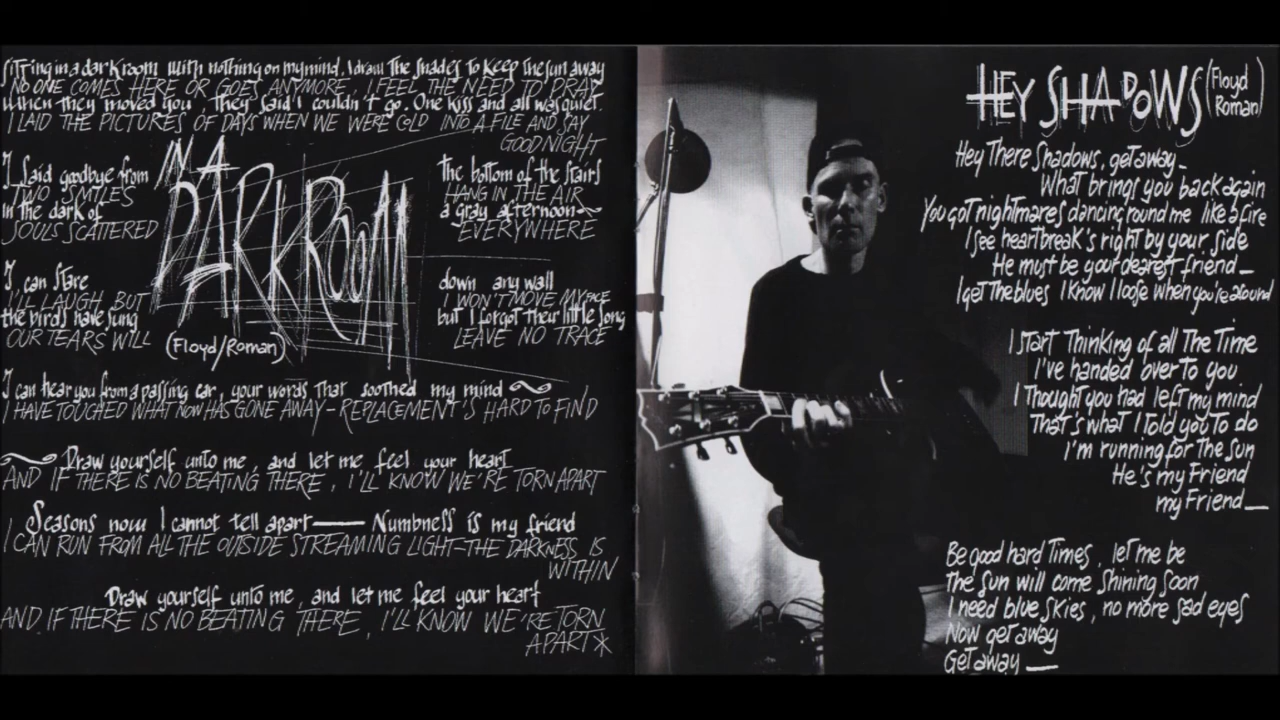 Sitting in a dark room with nothing on my mind, I draw the shades to keep the sun away
NO ONE COMES HERE OR GOES ANYMORE, I FEEL THE NEED TO PRAY
When they moved you, they said I couldn't go. One kiss and all was quiet.
I LAID THE PICTURES OF DAYS WHEN WE WERE COLD INTO A FILE AND SAY
GOOD NIGHT
I said goodbye from the bottom of the stairs
TWO SMILES HANG IN THE AIR
in the dark of a gray afternoon
SOULS SCATTERED EVERYWHERE
IN A
DARKROOM
(Floyd/Roman)
I can stare down any wall
I'LL LAUGH BUT I WON'T MOVE MY FACE
the birds have sung but I forgot their little song
OUR TEARS WILL LEAVE NO TRACE
I can hear you from a passing car, your words that soothed my mind
I HAVE TOUCHED WHAT NOW HAS GONE AWAY - REPLACEMENT'S HARD TO FIND
Draw yourself unto me, and let me feel your heart
AND IF THERE IS NO BEATING THERE, I'LL KNOW WE'RE TORN APART
Seasons now I cannot tell apart — Numbness is my friend
I CAN RUN FROM ALL THE OUTSIDE STREAMING LIGHT - THE DARKNESS IS
WITHIN
Draw yourself unto me, and let me feel your heart
AND IF THERE IS NO BEATING THERE, I'LL KNOW WE'RE TORN
APART*
HEY SHADOWS (Floyd
Roman)
Hey There Shadows, get away_
What brings you back again
You got nightmares dancing round me like a fire
I see heartbreak's right by your side
He must be your dearest friend_
I get The blues I know I loose when you're around
I start Thinking of all The Time
I've handed over to you
I Thought you had left my mind
That's what I told you To do
I'm running for The sun
He's my Friend
my Friend_
Be good hard Times, let me be
The sun will come shining soon
I need blue skies, no more sad eyes
Now get away
Get away_